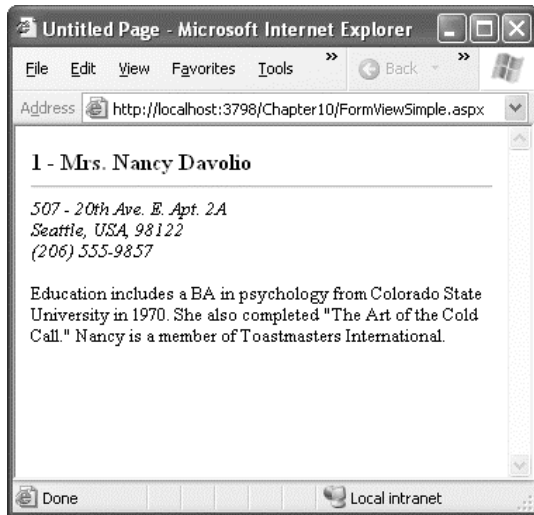 Untitled Page - Microsoft Internet Explorer
File Edit View Favorites Tools » Back »
Address http://localhost:3798/Chapter10/FormViewSimple.aspx
1 - Mrs. Nancy Davolio
507 - 20th Ave. E. Apt. 2A
Seattle, USA, 98122
(206) 555-9857
Education includes a BA in psychology from Colorado State
University in 1970. She also completed "The Art of the Cold
Call." Nancy is a member of Toastmasters International.
Done Local intranet